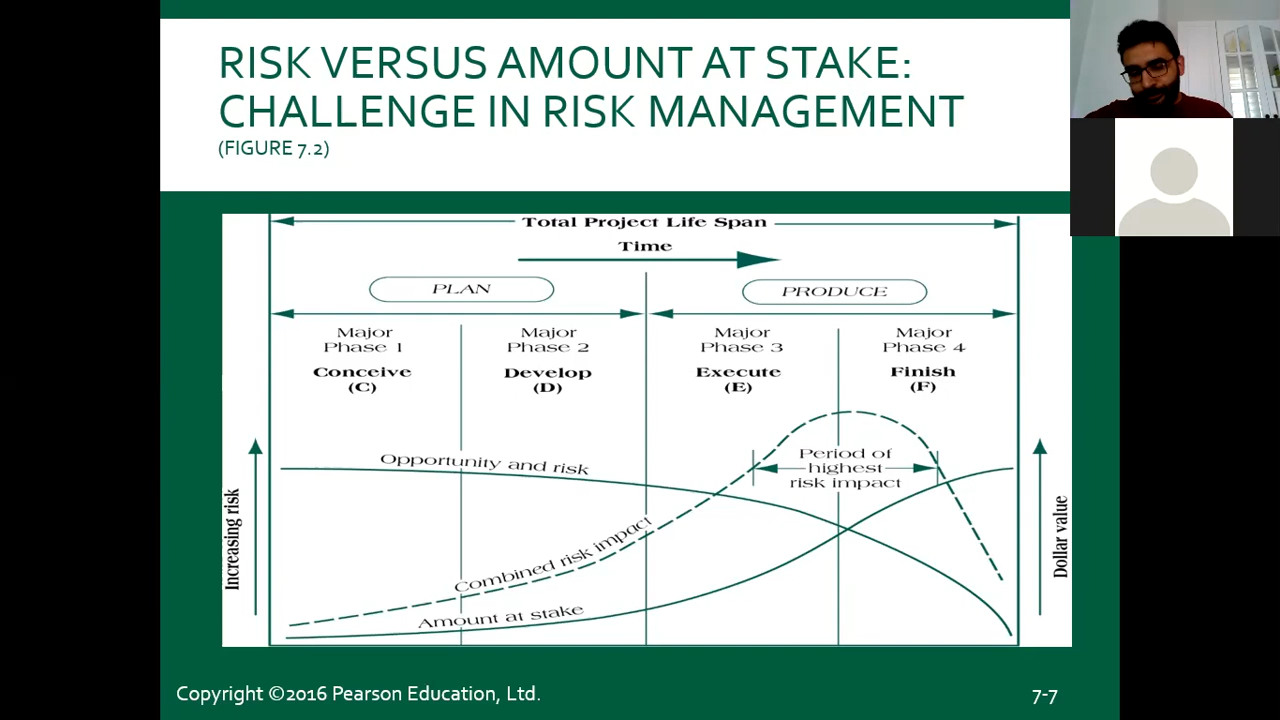 RISK VERSUS AMOUNT AT STAKE:
CHALLENGE IN RISK MANAGEMENT
(FIGURE 7.2)
Total Project Life Span
Time
PLAN
PRODUCE
Major
Phase 1
Conceive
(C)
Major
Phase 2
Develop
(D)
Major
Phase 3
Execute
(E)
Major
Phase 4
Finish
(F)
Increasing risk
Opportunity and risk
Combined risk impact
Amount at stake
Period of
highest
risk impact
Dollar value
Copyright ©2016 Pearson Education, Ltd.
7-7